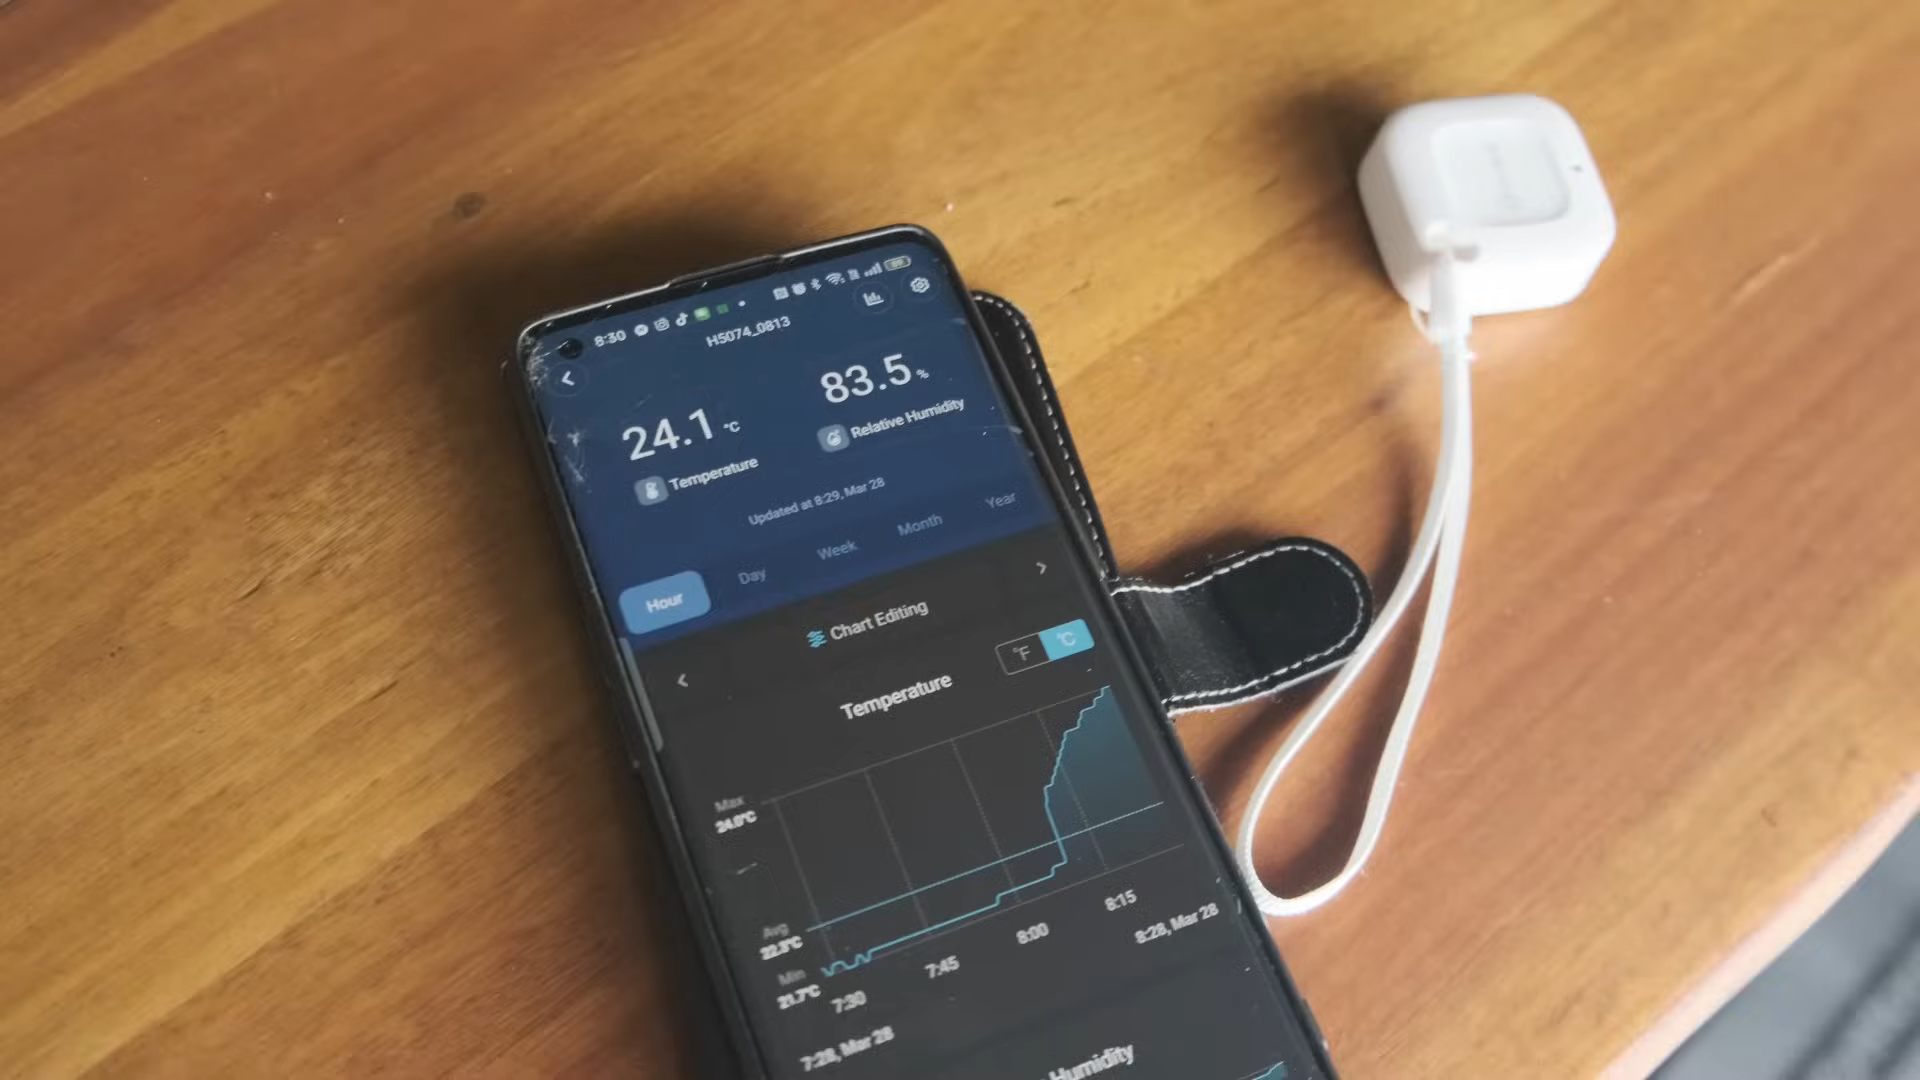 8:30
H5074_0813
24.1 °C
83.5 %
Temperature
Relative Humidity
Updated at 8:29, Mar 28
Hour Day Week Month Year
Chart Editing
°F °C
Temperature
Max
24.0°C
Avg
22.3°C
Min
21.7°C
7:30 7:45 8:00 8:15
7:28, Mar 28
8:28, Mar 28
Humidity